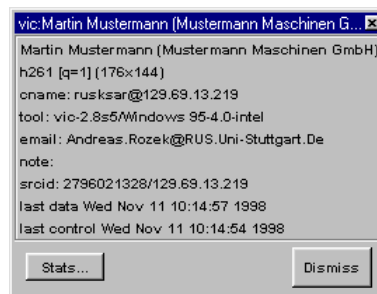 vic:Martin Mustermann (Mustermann Maschinen G...
Martin Mustermann (Mustermann Maschinen GmbH)
h261 [q=1] (176×144)
cname: rusksar@129.69.13.219
tool: vic-2.8s5/Windows 95-4.0-intel
email: Andreas.Rozek@RUS.Uni-Stuttgart.De
note:
srcid: 2796021328/129.69.13.219
last data Wed Nov 11 10:14:57 1998
last control Wed Nov 11 10:14:54 1998
Stats... Dismiss